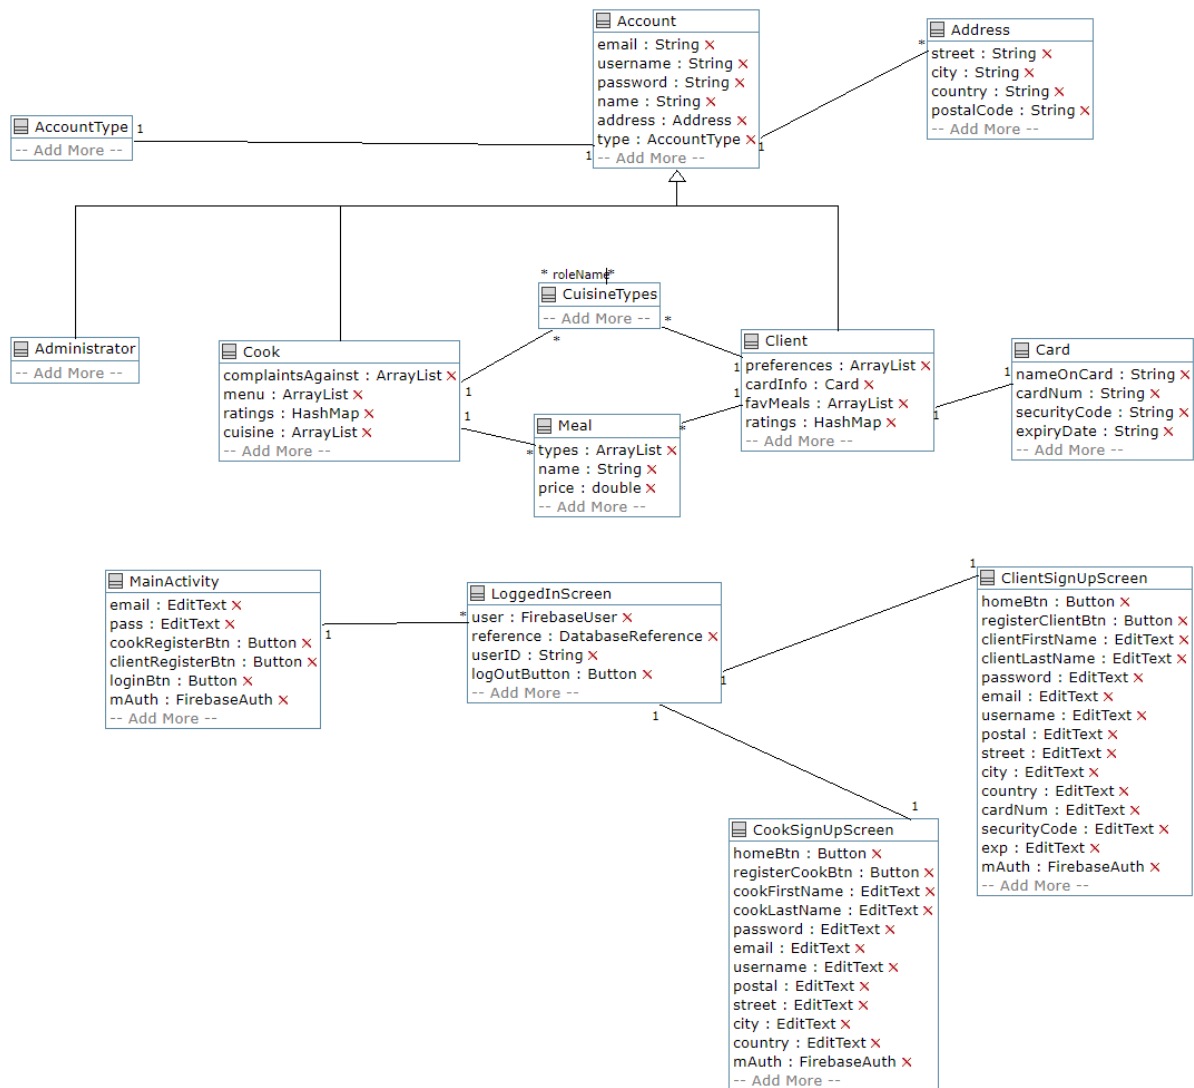 Account
email : String ×
username : String ×
password : String ×
name : String ×
address : Address ×
type : AccountType ×
-- Add More --
1
1
Address
street : String ×
city : String ×
country : String ×
postalCode : String ×
-- Add More --
*
AccountType
-- Add More --
1
* roleName*
CuisineTypes
-- Add More --
*
*
Administrator
-- Add More --
Cook
complaintsAgainst : ArrayList ×
menu : ArrayList ×
ratings : HashMap ×
cuisine : ArrayList ×
-- Add More --
1
1
Meal
types : ArrayList ×
name : String ×
price : double ×
-- Add More --
*
*
Client
preferences : ArrayList ×
cardInfo : Card ×
favMeals : ArrayList ×
ratings : HashMap ×
-- Add More --
1
1
1
Card
nameOnCard : String ×
cardNum : String ×
securityCode : String ×
expiryDate : String ×
-- Add More --
1
MainActivity
email : EditText ×
pass : EditText ×
cookRegisterBtn : Button ×
clientRegisterBtn : Button ×
loginBtn : Button ×
mAuth : FirebaseAuth ×
-- Add More --
1
LoggedInScreen
user : FirebaseUser ×
reference : DatabaseReference ×
userID : String ×
logOutButton : Button ×
-- Add More --
*
1
1
ClientSignUpScreen
homeBtn : Button ×
registerClientBtn : Button ×
clientFirstName : EditText ×
clientLastName : EditText ×
password : EditText ×
email : EditText ×
username : EditText ×
postal : EditText ×
street : EditText ×
city : EditText ×
country : EditText ×
cardNum : EditText ×
securityCode : EditText ×
exp : EditText ×
mAuth : FirebaseAuth ×
-- Add More --
1
CookSignUpScreen
homeBtn : Button ×
registerCookBtn : Button ×
cookFirstName : EditText ×
cookLastName : EditText ×
password : EditText ×
email : EditText ×
username : EditText ×
postal : EditText ×
street : EditText ×
city : EditText ×
country : EditText ×
mAuth : FirebaseAuth ×
-- Add More --
1